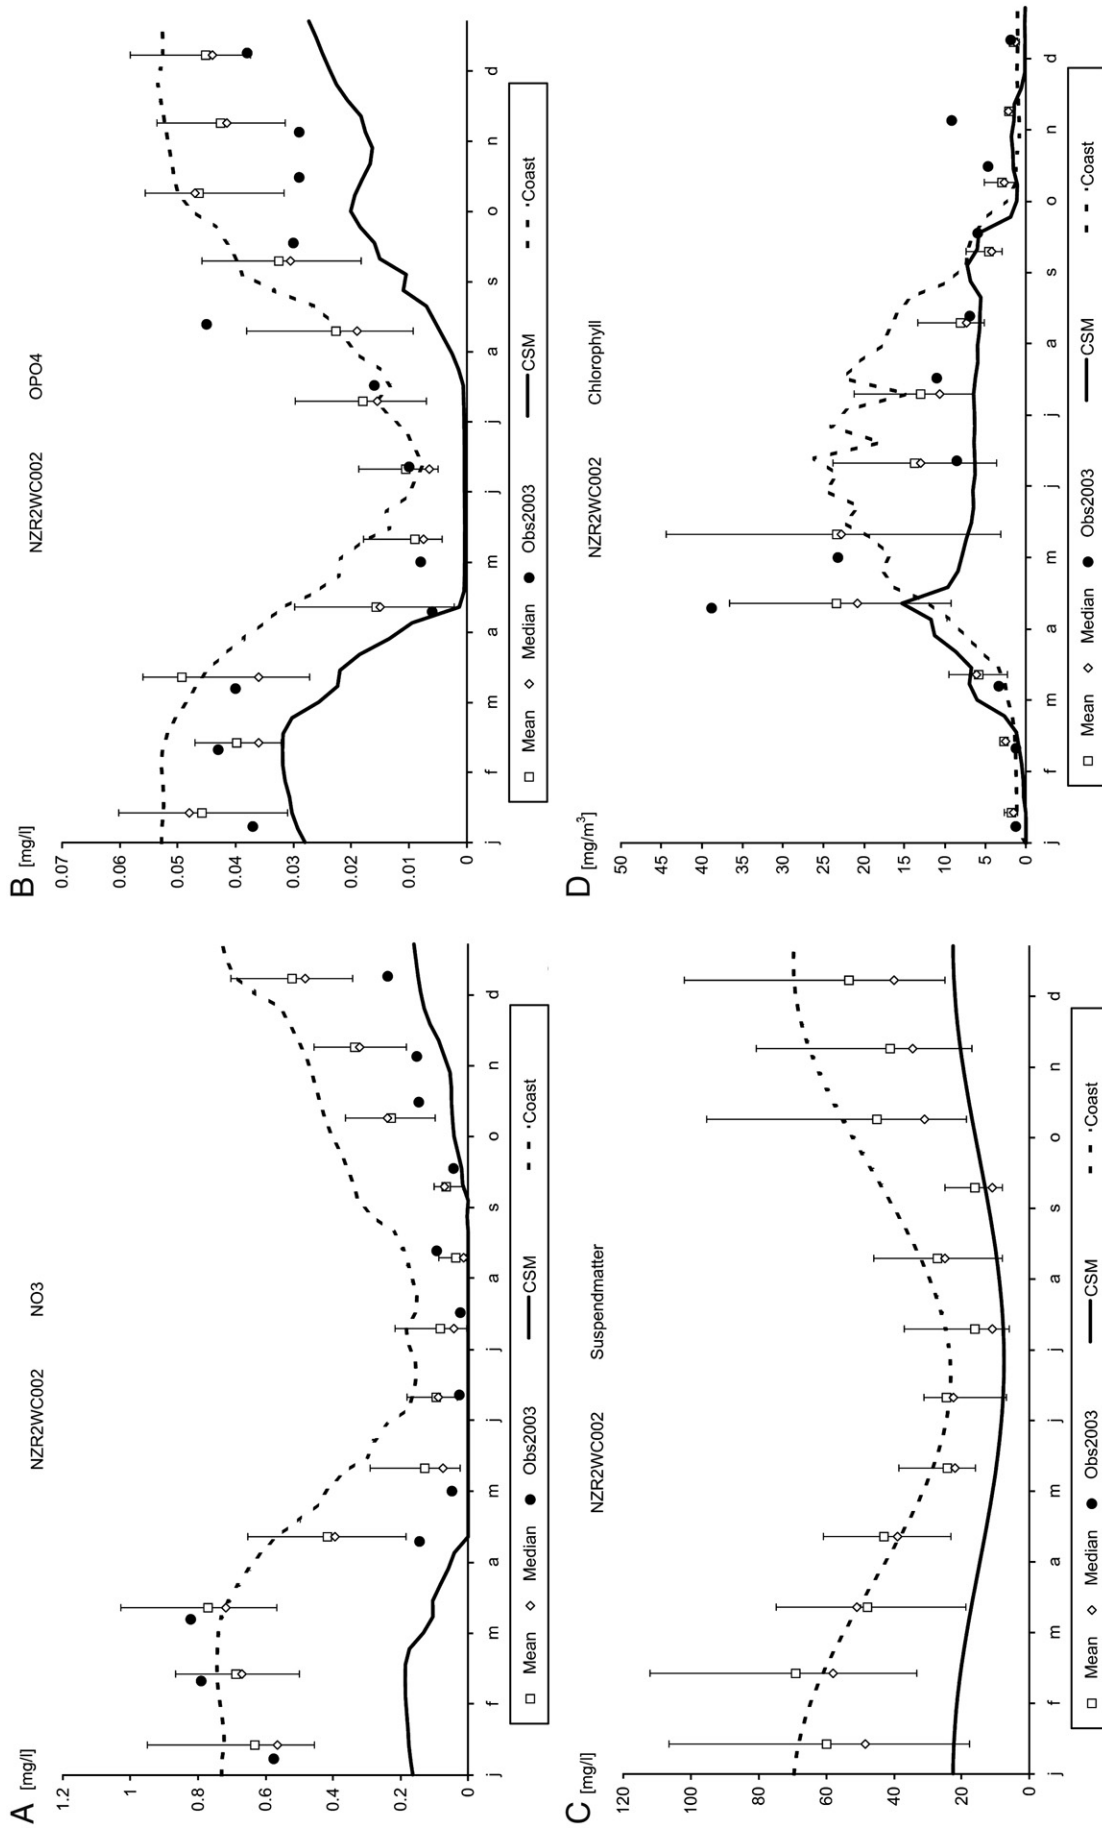 A [mg/l]
NZR2WC002 NO3
1.2
1
0.8
0.6
0.4
0.2
0
j f m a m j j a s o n d
Mean Median Obs2003 CSM Coast
B [mg/l]
NZR2WC002 OPO4
0.07
0.06
0.05
0.04
0.03
0.02
0.01
0
j f m a m j j a s o n d
Mean Median Obs2003 CSM Coast
C [mg/l]
NZR2WC002 Suspendmatter
120
100
80
60
40
20
0
j f m a m j j a s o n d
Mean Median Obs2003 CSM Coast
D [mg/m³]
NZR2WC002 Chlorophyll
50
45
40
35
30
25
20
15
10
5
0
j f m a m j j a s o n d
Mean Median Obs2003 CSM Coast